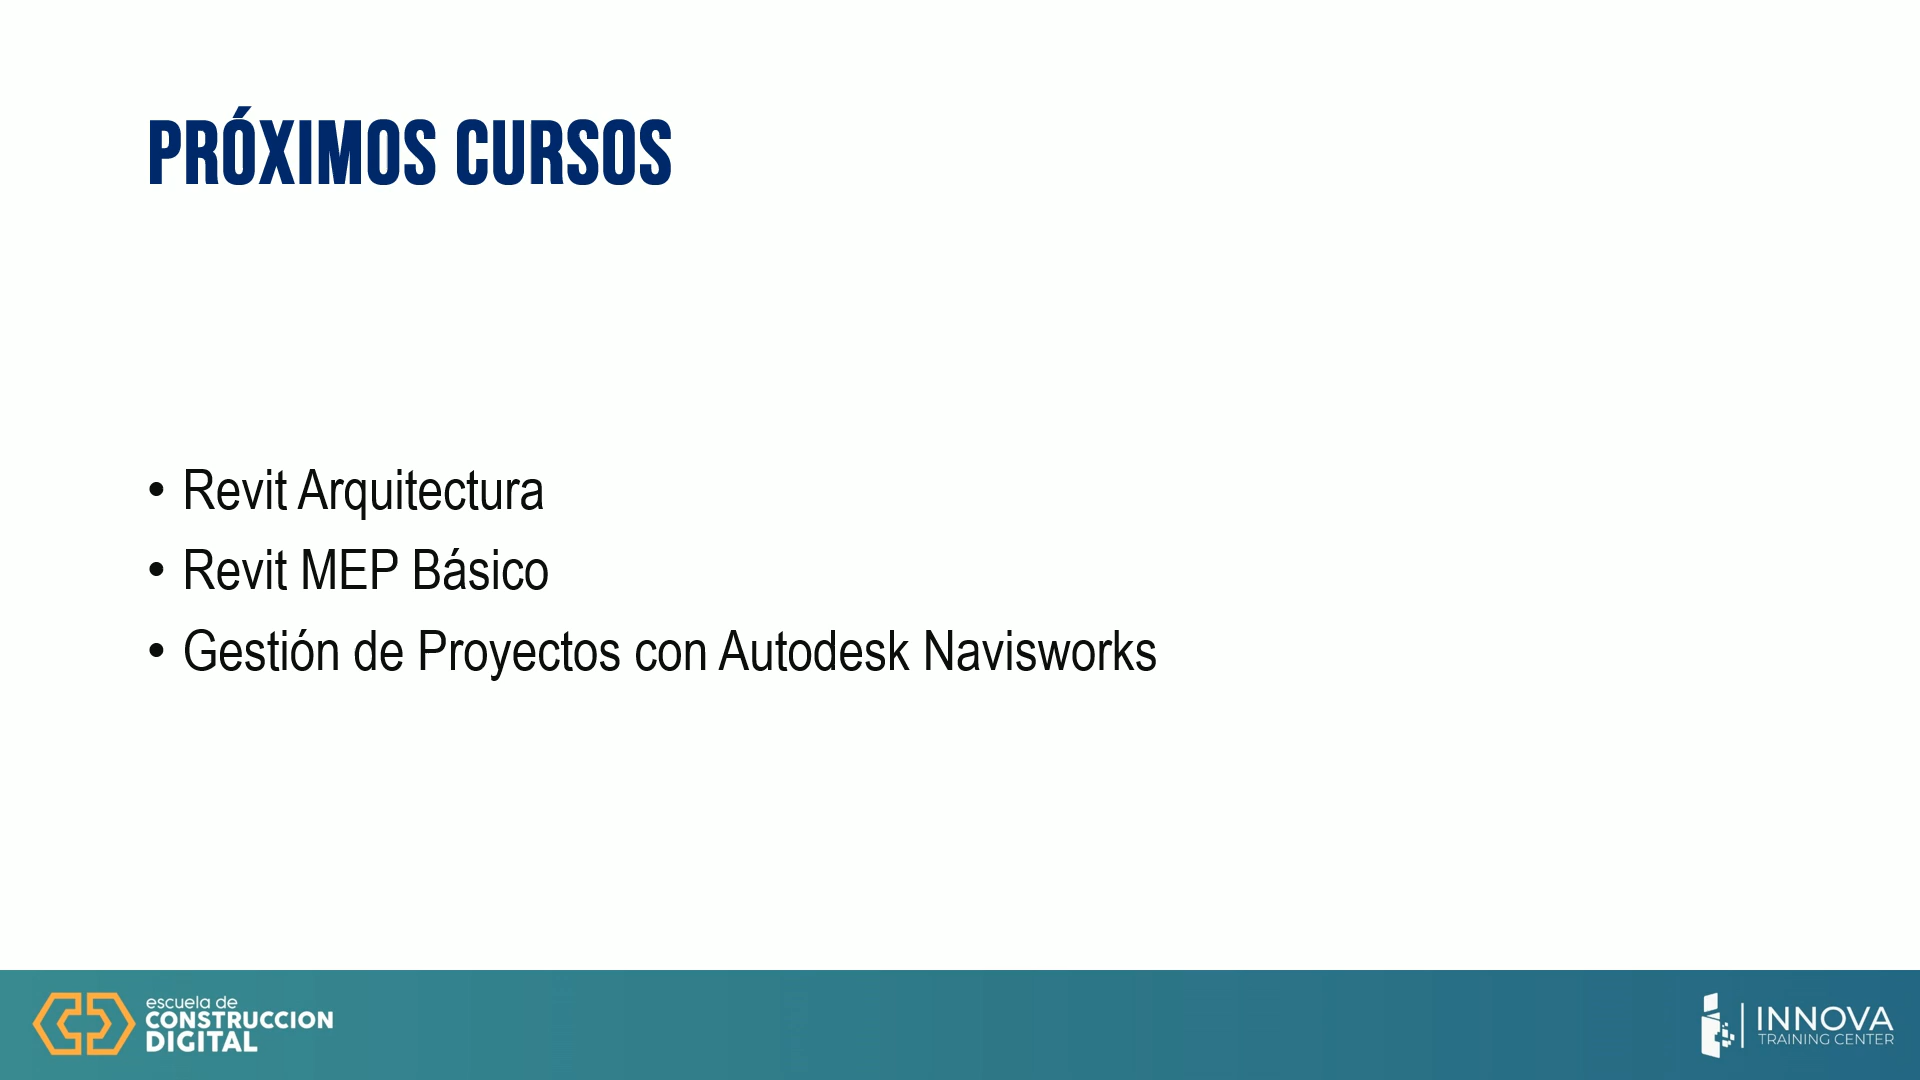 PRÓXIMOS CURSOS
• Revit Arquitectura
• Revit MEP Básico
• Gestión de Proyectos con Autodesk Navisworks
escuela de
CONSTRUCCION
DIGITAL
INNOVA
TRAINING CENTER